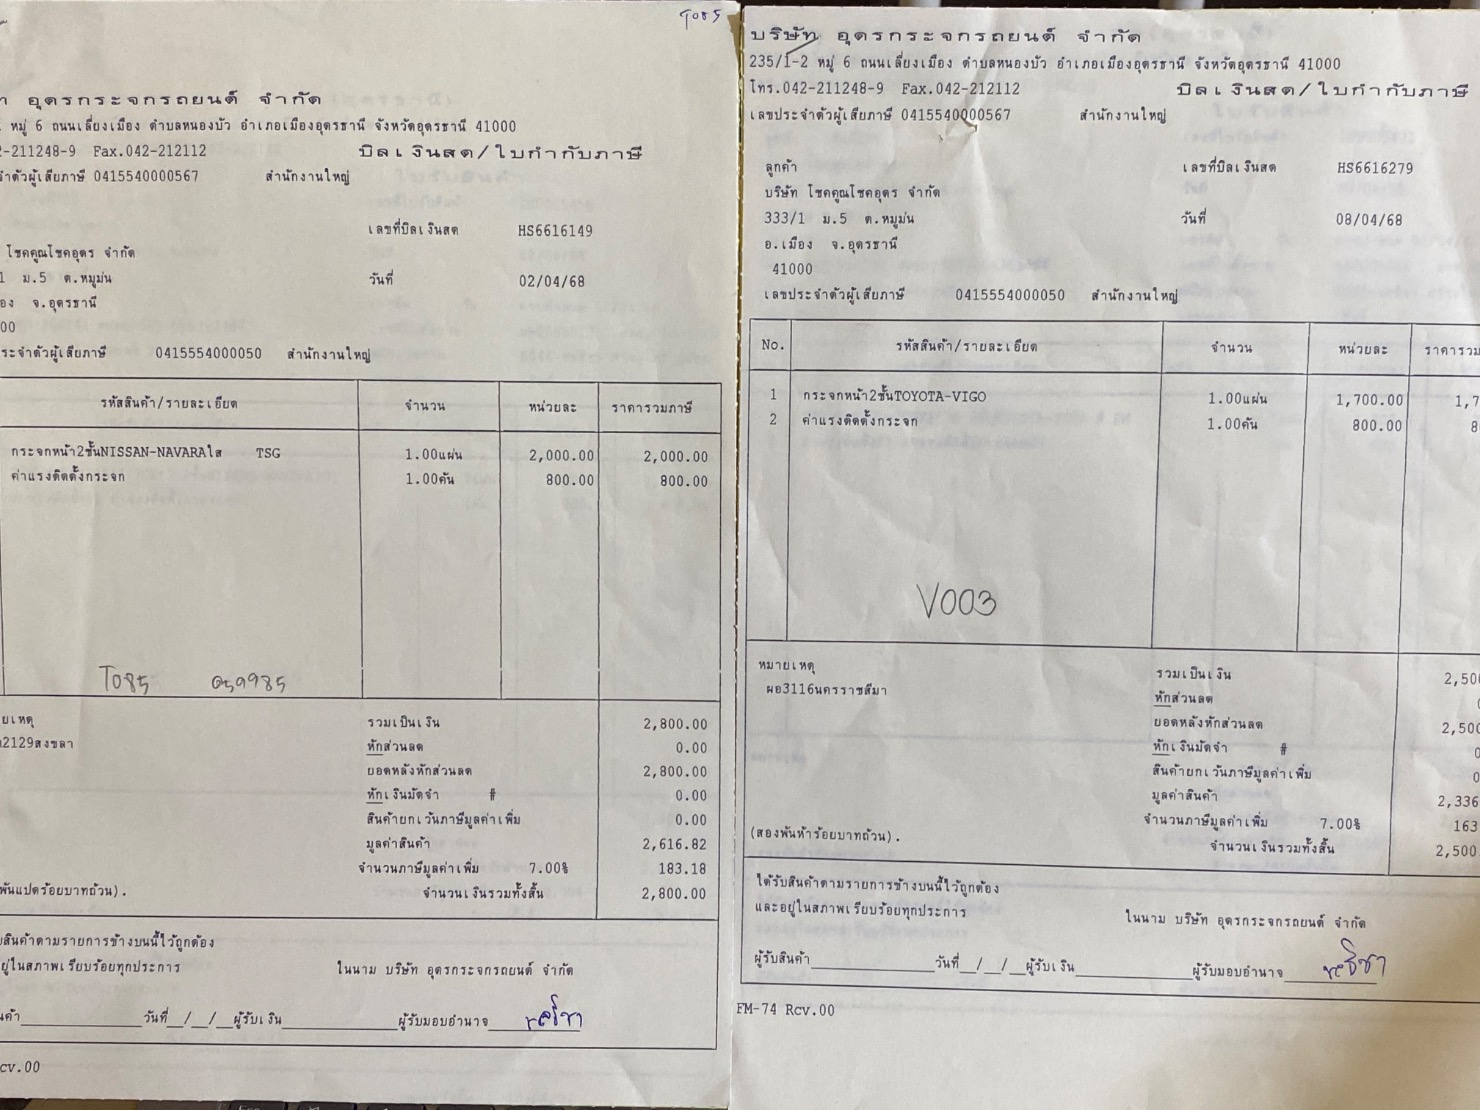 T085
อุดรกระจกรถยนต์ จำกัด
หมู่ 6 ถนนเลี่ยงเมือง ตำบลหนองบัว อำเภอเมืองอุดรธานี จังหวัดอุดรธานี 41000
2-211248-9 Fax.042-212112 บิลเงินสด/ใบกำกับภาษี
จำตัวผู้เสียภาษี 0415540000567 สำนักงานใหญ่
เลขที่บิลเงินสด HS6616149
โชคคูณโชคอุดร จำกัด
1 ม.5 ต.หมูม่น วันที่ 02/04/68
อง จ.อุดรธานี
00
ระจำตัวผู้เสียภาษี 0415554000050 สำนักงานใหญ่
รหัสสินค้า/รายละเอียด จำนวน หน่วยละ ราคารวมภาษี
กระจกหน้า2ชั้นNISSAN-NAVARAใส TSG 1.00แผ่น 2,000.00 2,000.00
ค่าแรงติดตั้งกระจก 1.00คัน 800.00 800.00
T085
ยเหตุ รวมเป็นเงิน 2,800.00
2129สงขลา หักส่วนลด 0.00
ยอดหลังหักส่วนลด 2,800.00
หักเงินมัดจำ # 0.00
สินค้ายกเว้นภาษีมูลค่าเพิ่ม 0.00
มูลค่าสินค้า 2,616.82
จำนวนภาษีมูลค่าเพิ่ม 7.00% 183.18
พันแปดร้อยบาทถ้วน). จำนวนเงินรวมทั้งสิ้น 2,800.00
สินค้าตามรายการข้างบนนี้ไว้ถูกต้อง
ยู่ในสภาพเรียบร้อยทุกประการ ในนาม บริษัท อุดรกระจกรถยนต์ จำกัด
นค้า วันที่ __/__/__ ผู้รับเงิน ผู้รับมอบอำนาจ
cv.00
บริษัท อุดรกระจกรถยนต์ จำกัด
235/1-2 หมู่ 6 ถนนเลี่ยงเมือง ตำบลหนองบัว อำเภอเมืองอุดรธานี จังหวัดอุดรธานี 41000
โทร.042-211248-9 Fax.042-212112 บิลเงินสด/ใบกำกับภาษี
เลขประจำตัวผู้เสียภาษี 0415540000567 สำนักงานใหญ่
ลูกค้า เลขที่บิลเงินสด HS6616279
บริษัท โชคคูณโชคอุดร จำกัด
333/1 ม.5 ต.หมูม่น วันที่ 08/04/68
อ.เมือง จ.อุดรธานี
41000
เลขประจำตัวผู้เสียภาษี 0415554000050 สำนักงานใหญ่
No. รหัสสินค้า/รายละเอียด จำนวน หน่วยละ ราคารวม
1 กระจกหน้า2ชั้นTOYOTA-VIGO 1.00แผ่น 1,700.00 1,7
2 ค่าแรงติดตั้งกระจก 1.00คัน 800.00 8
V003
หมายเหตุ รวมเป็นเงิน 2,500
ผอ3116นครราชสีมา หักส่วนลด 0
ยอดหลังหักส่วนลด 2,500
หักเงินมัดจำ # 0
สินค้ายกเว้นภาษีมูลค่าเพิ่ม 0
มูลค่าสินค้า 2,336
จำนวนภาษีมูลค่าเพิ่ม 7.00% 163
(สองพันห้าร้อยบาทถ้วน). จำนวนเงินรวมทั้งสิ้น 2,500
ได้รับสินค้าตามรายการข้างบนนี้ไว้ถูกต้อง
และอยู่ในสภาพเรียบร้อยทุกประการ ในนาม บริษัท อุดรกระจกรถยนต์ จำกัด
ผู้รับสินค้า วันที่ __/__/__ ผู้รับเงิน ผู้รับมอบอำนาจ
FM-74 Rcv.00